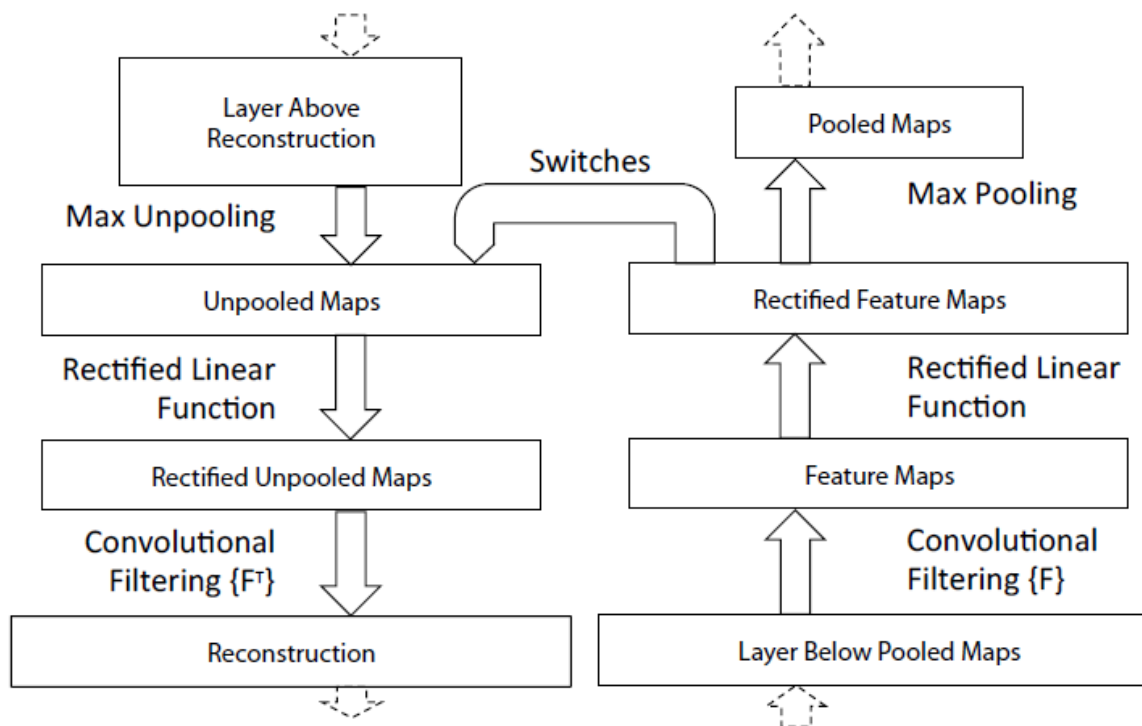 Layer Above
Reconstruction
Pooled Maps
Switches
Max Unpooling
Max Pooling
Unpooled Maps
Rectified Feature Maps
Rectified Linear
Function
Rectified Linear
Function
Rectified Unpooled Maps
Feature Maps
Convolutional
Filtering {Fᵀ}
Convolutional
Filtering {F}
Reconstruction
Layer Below Pooled Maps